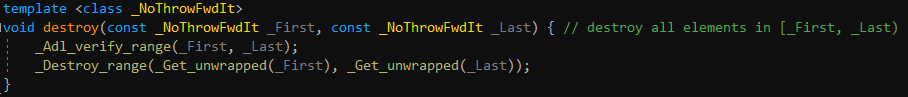 template <class _NoThrowFwdIt>
void destroy(const _NoThrowFwdIt _First, const _NoThrowFwdIt _Last) { // destroy all elements in [_First, _Last)
    _Adl_verify_range(_First, _Last);
    _Destroy_range(_Get_unwrapped(_First), _Get_unwrapped(_Last));
}